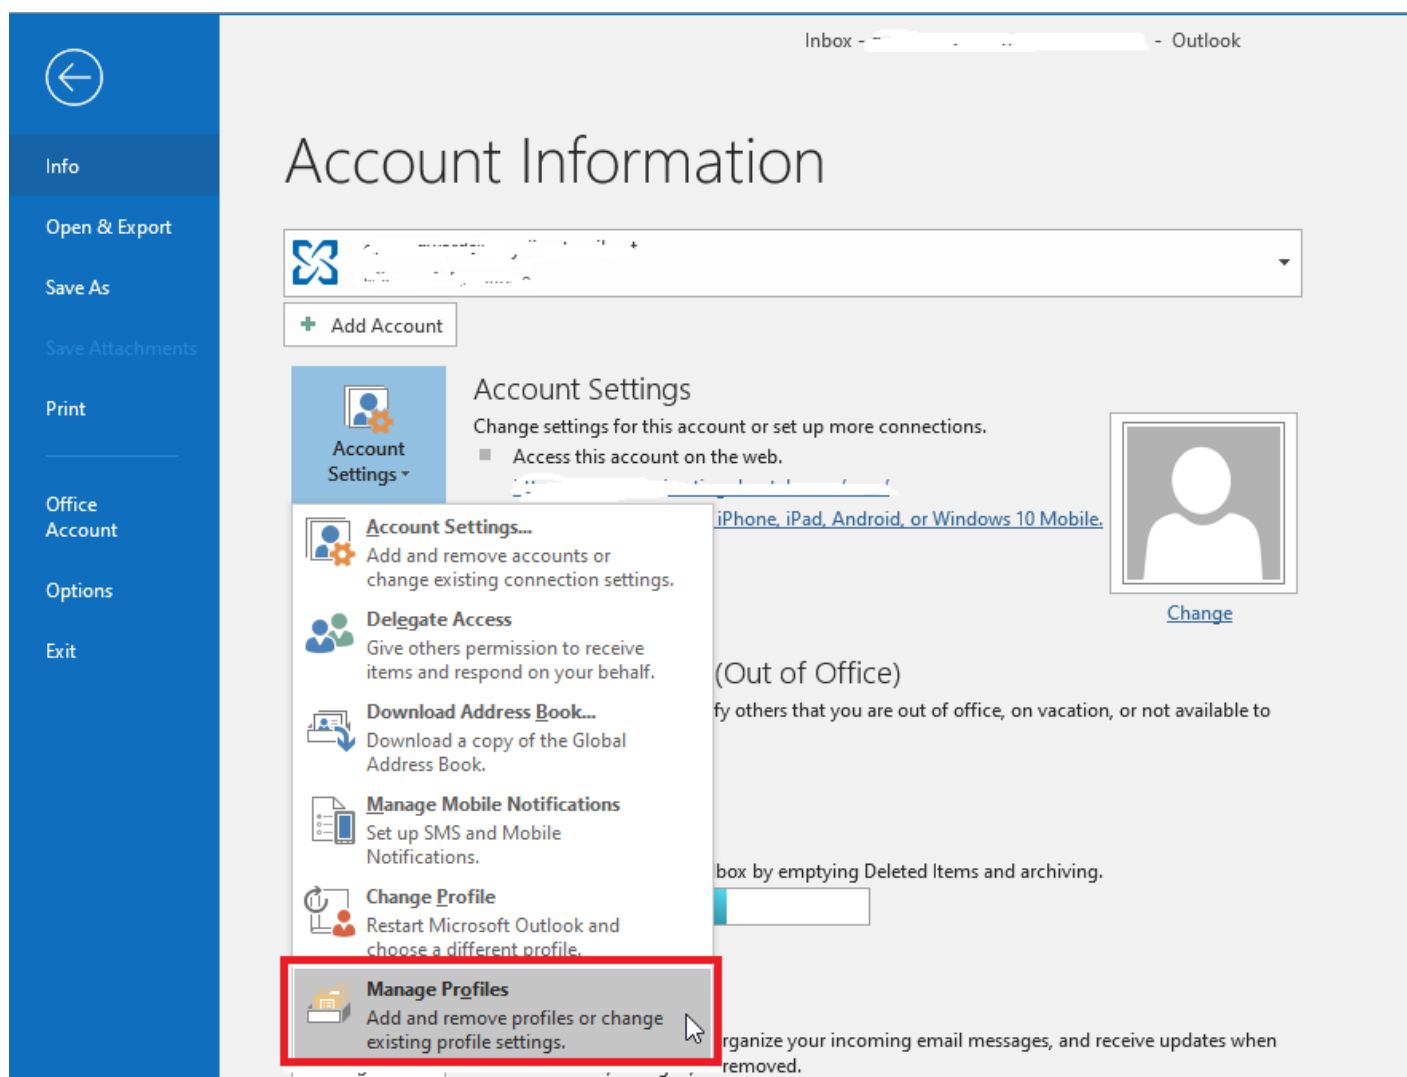 Inbox - - Outlook
Info
Open & Export
Save As
Save Attachments
Print
Office
Account
Options
Exit
Account Information
Add Account
Account
Settings
Account Settings
Change settings for this account or set up more connections.
Access this account on the web.
iPhone, iPad, Android, or Windows 10 Mobile.
Change
Account Settings...
Add and remove accounts or
change existing connection settings.
Delegate Access
Give others permission to receive
items and respond on your behalf.
(Out of Office)
fy others that you are out of office, on vacation, or not available to
Download Address Book...
Download a copy of the Global
Address Book.
Manage Mobile Notifications
Set up SMS and Mobile
Notifications.
box by emptying Deleted Items and archiving.
Change Profile
Restart Microsoft Outlook and
choose a different profile.
Manage Profiles
Add and remove profiles or change
existing profile settings.
rganize your incoming email messages, and receive updates when
removed.